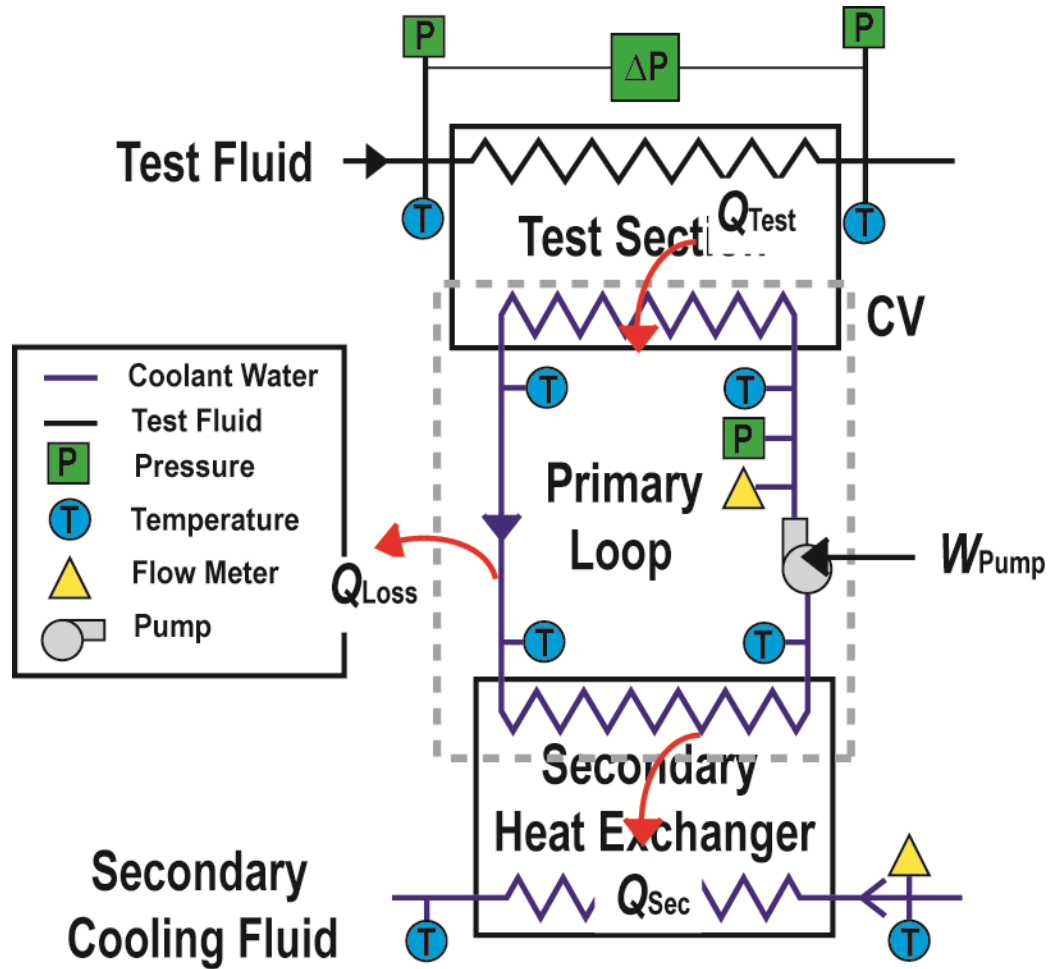 P
P
ΔP
Test Fluid
T
T
Q Test
Test Secti
CV
Coolant Water
Test Fluid
P Pressure
T Temperature
Flow Meter
Pump
T
T
P
Primary
Loop
W Pump
Q Loss
T
T
Secondary
Heat Exchanger
Secondary
Cooling Fluid
Q Sec
T
T